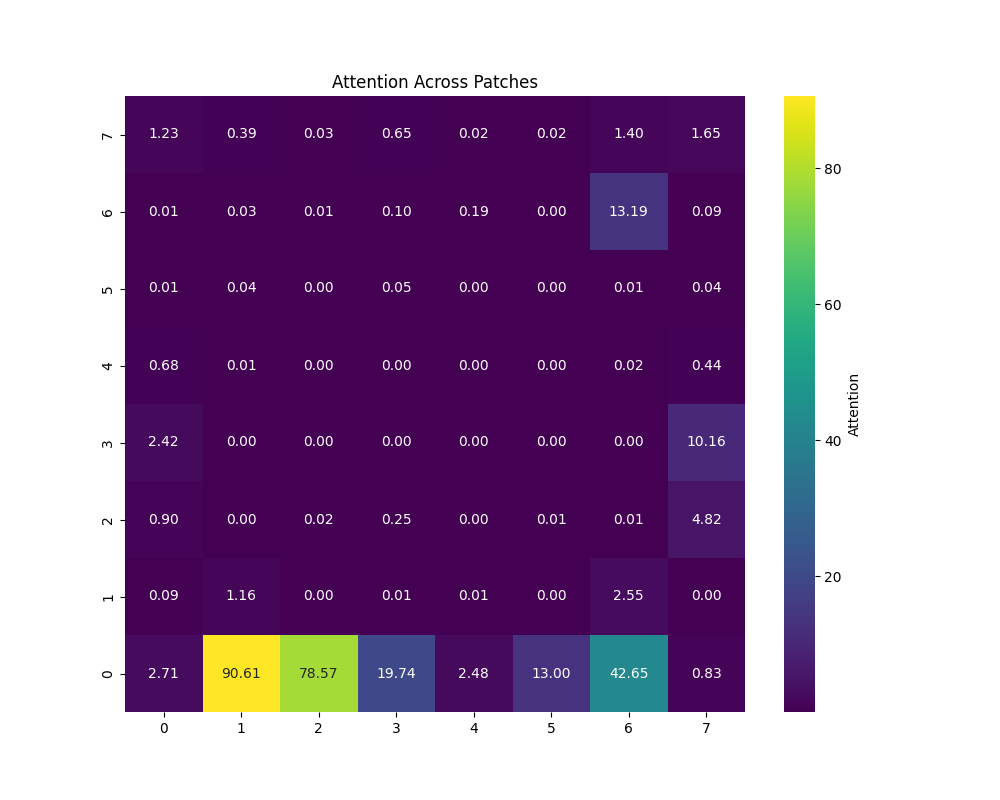 Attention Across Patches
7 1.23 0.39 0.03 0.65 0.02 0.02 1.40 1.65
80
6 0.01 0.03 0.01 0.10 0.19 0.00 13.19 0.09
5 0.01 0.04 0.00 0.05 0.00 0.00 0.01 0.04
60
4 0.68 0.01 0.00 0.00 0.00 0.00 0.02 0.44
Attention
3 2.42 0.00 0.00 0.00 0.00 0.00 0.00 10.16
40
2 0.90 0.00 0.02 0.25 0.00 0.01 0.01 4.82
20
1 0.09 1.16 0.00 0.01 0.01 0.00 2.55 0.00
0 2.71 90.61 78.57 19.74 2.48 13.00 42.65 0.83
0 1 2 3 4 5 6 7